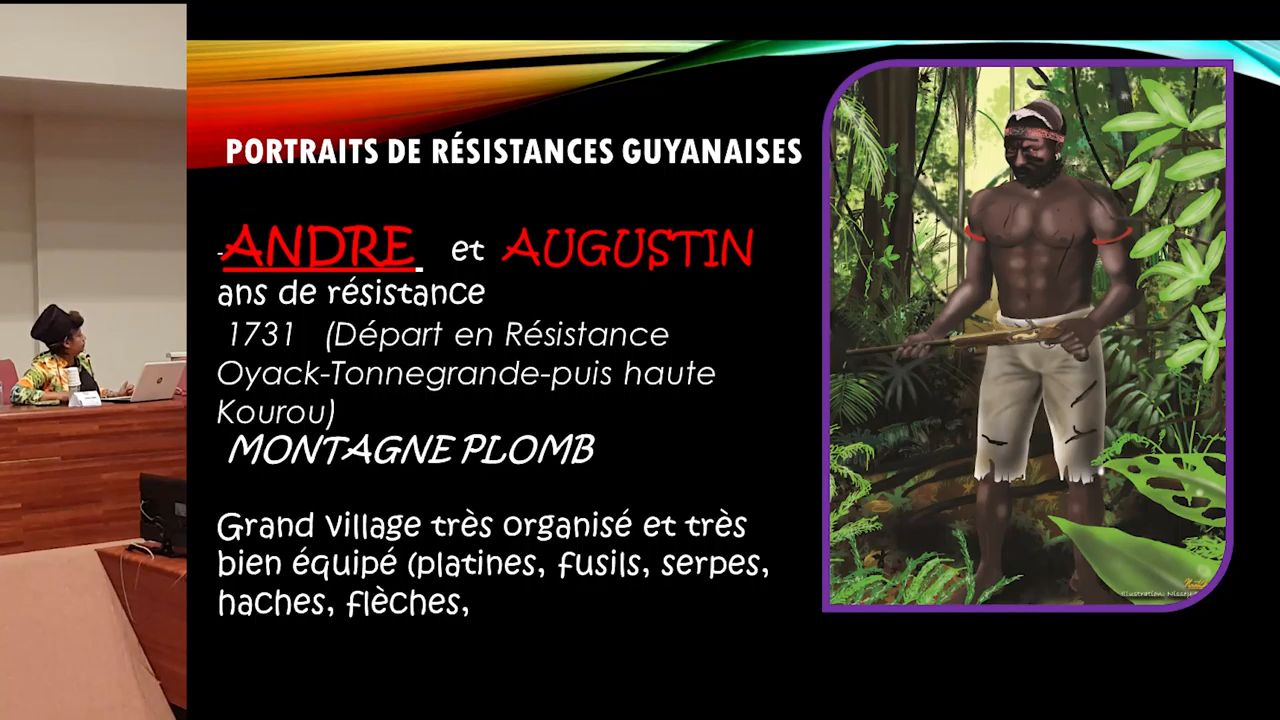 PORTRAITS DE RÉSISTANCES GUYANAISES
-ANDRE et AUGUSTIN
ans de résistance
1731 (Départ en Résistance
Oyack-Tonnegrande-puis haute
Kourou)
MONTAGNE PLOMB
Grand village très organisé et très
bien équipé (platines, fusils, serpes,
haches, flèches,
Illustration: